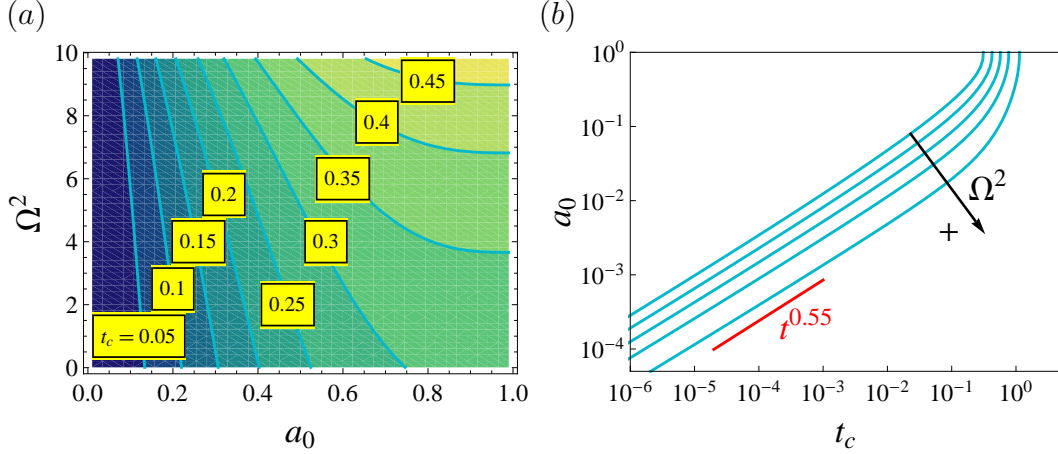 (a)
10
8
6
4
2
0
Ω²
0.45
0.4
0.35
0.2
0.3
0.15
0.1
0.25
t_c = 0.05
0.0 0.2 0.4 0.6 0.8 1.0
a₀
(b)
10⁰
10⁻¹
10⁻²
10⁻³
10⁻⁴
a₀
Ω²
+
t^0.55
10⁻⁶ 10⁻⁵ 10⁻⁴ 10⁻³ 10⁻² 10⁻¹ 10⁰
t_c